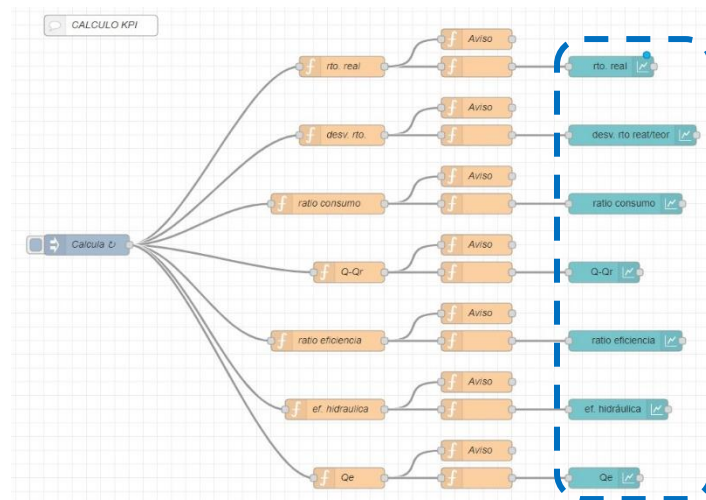 CALCULO KPI
Aviso
rto. real
rto. real
Aviso
desv. rto.
desv. rto real/teor
Aviso
ratio consumo
ratio consumo
Aviso
Calcula ↻
Q-Qr
Q-Qr
Aviso
ratio eficiencia
ratio eficiencia
Aviso
ef. hidraulica
ef. hidráulica
Aviso
Qe
Qe